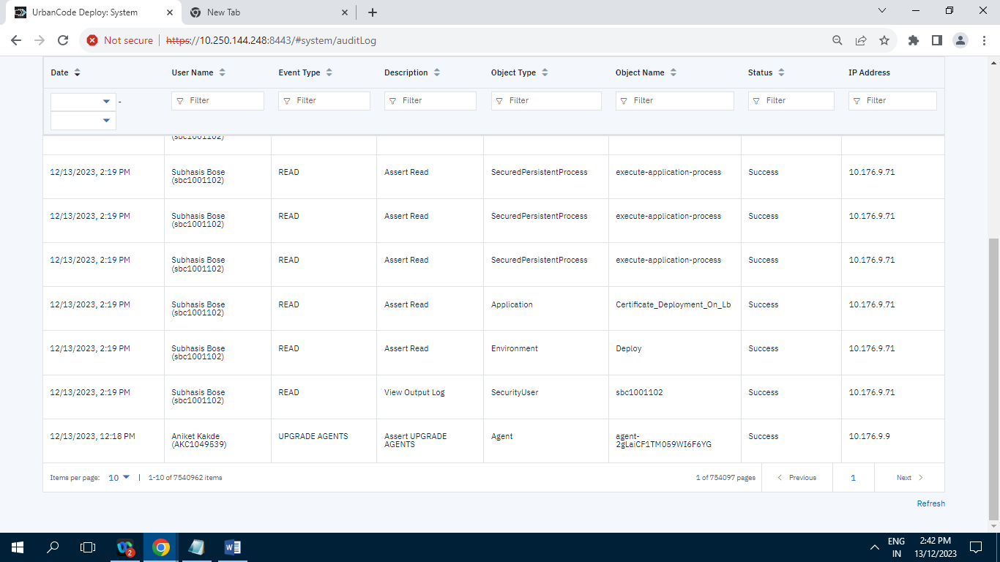 UrbanCode Deploy: System
New Tab
Not secure https://10.250.144.248:8443/#system/auditLog
Date User Name Event Type Description Object Type Object Name Status IP Address
- Filter Filter Filter Filter Filter Filter Filter
(sbc1001102)
12/13/2023, 2:19 PM Subhasis Bose READ Assert Read SecuredPersistentProcess execute-application-process Success 10.176.9.71
(sbc1001102)
12/13/2023, 2:19 PM Subhasis Bose READ Assert Read SecuredPersistentProcess execute-application-process Success 10.176.9.71
(sbc1001102)
12/13/2023, 2:19 PM Subhasis Bose READ Assert Read SecuredPersistentProcess execute-application-process Success 10.176.9.71
(sbc1001102)
12/13/2023, 2:19 PM Subhasis Bose READ Assert Read Application Certificate_Deployment_On_Lb Success 10.176.9.71
(sbc1001102)
12/13/2023, 2:19 PM Subhasis Bose READ Assert Read Environment Deploy Success 10.176.9.71
(sbc1001102)
12/13/2023, 2:19 PM Subhasis Bose READ View Output Log SecurityUser sbc1001102 Success 10.176.9.71
(sbc1001102)
12/13/2023, 12:18 PM Aniket Kakde UPGRADE AGENTS Assert UPGRADE Agent agent- Success 10.176.9.9
(AKC1049539) AGENTS 2gLaiCF1TM059WI6F6YG
Items per page: 10 | 1-10 of 7540962 items 1 of 754097 pages Previous 1 Next
Refresh
2
ENG 2:42 PM
IN 13/12/2023